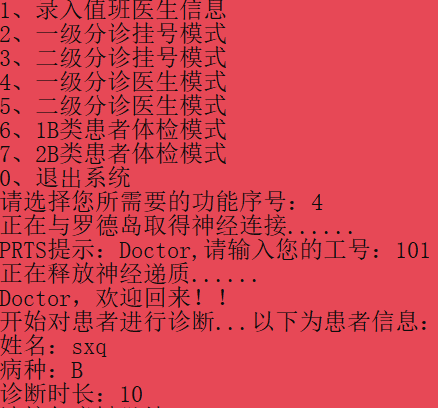 1、录入值班医生信息
2、一级分诊挂号模式
3、二级分诊挂号模式
4、一级分诊医生模式
5、二级分诊医生模式
6、1B类患者体检模式
7、2B类患者体检模式
0、退出系统
请选择您所需要的功能序号：4
正在与罗德岛取得神经连接......
PRTS提示：Doctor,请输入您的工号：101
正在释放神经递质......
Doctor，欢迎回来！！
开始对患者进行诊断...以下为患者信息：
姓名：sxq
病种：B
诊断时长：10